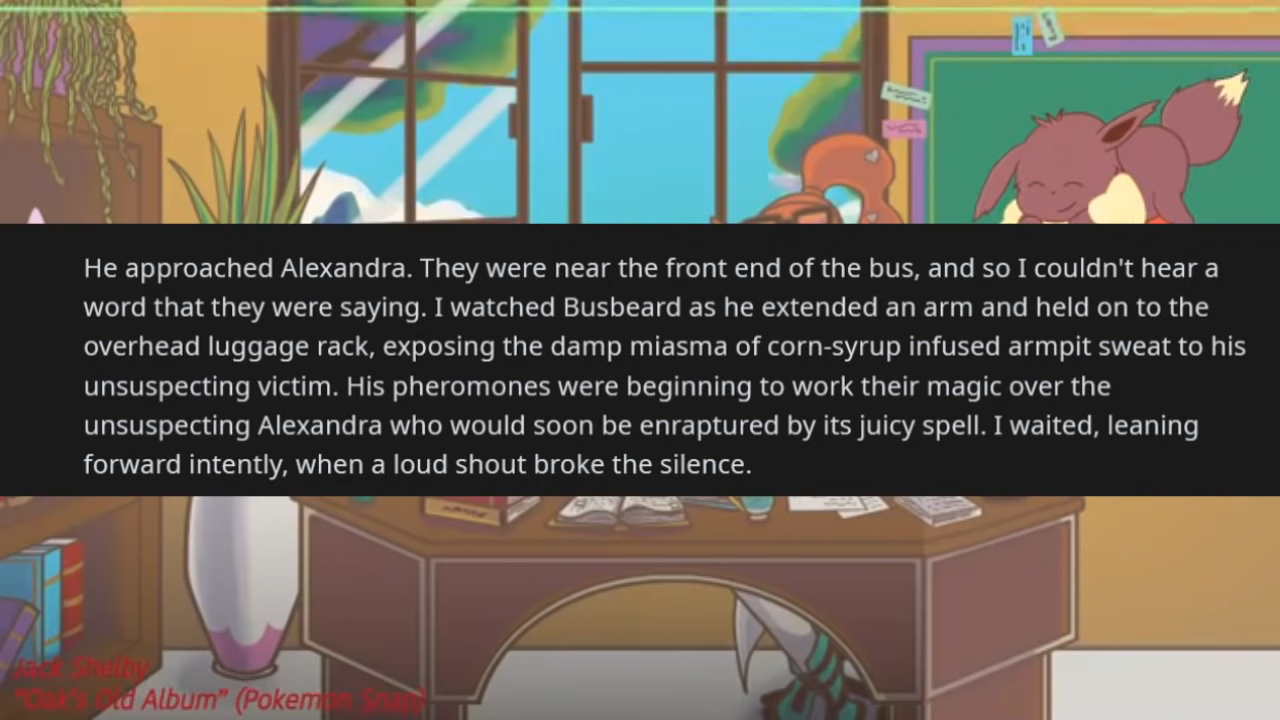 He approached Alexandra. They were near the front end of the bus, and so I couldn't hear a
word that they were saying. I watched Busbeard as he extended an arm and held on to the
overhead luggage rack, exposing the damp miasma of corn-syrup infused armpit sweat to his
unsuspecting victim. His pheromones were beginning to work their magic over the
unsuspecting Alexandra who would soon be enraptured by its juicy spell. I waited, leaning
forward intently, when a loud shout broke the silence.
Jack Shelby
"Oak's Old Album" (Pokemon Snap)